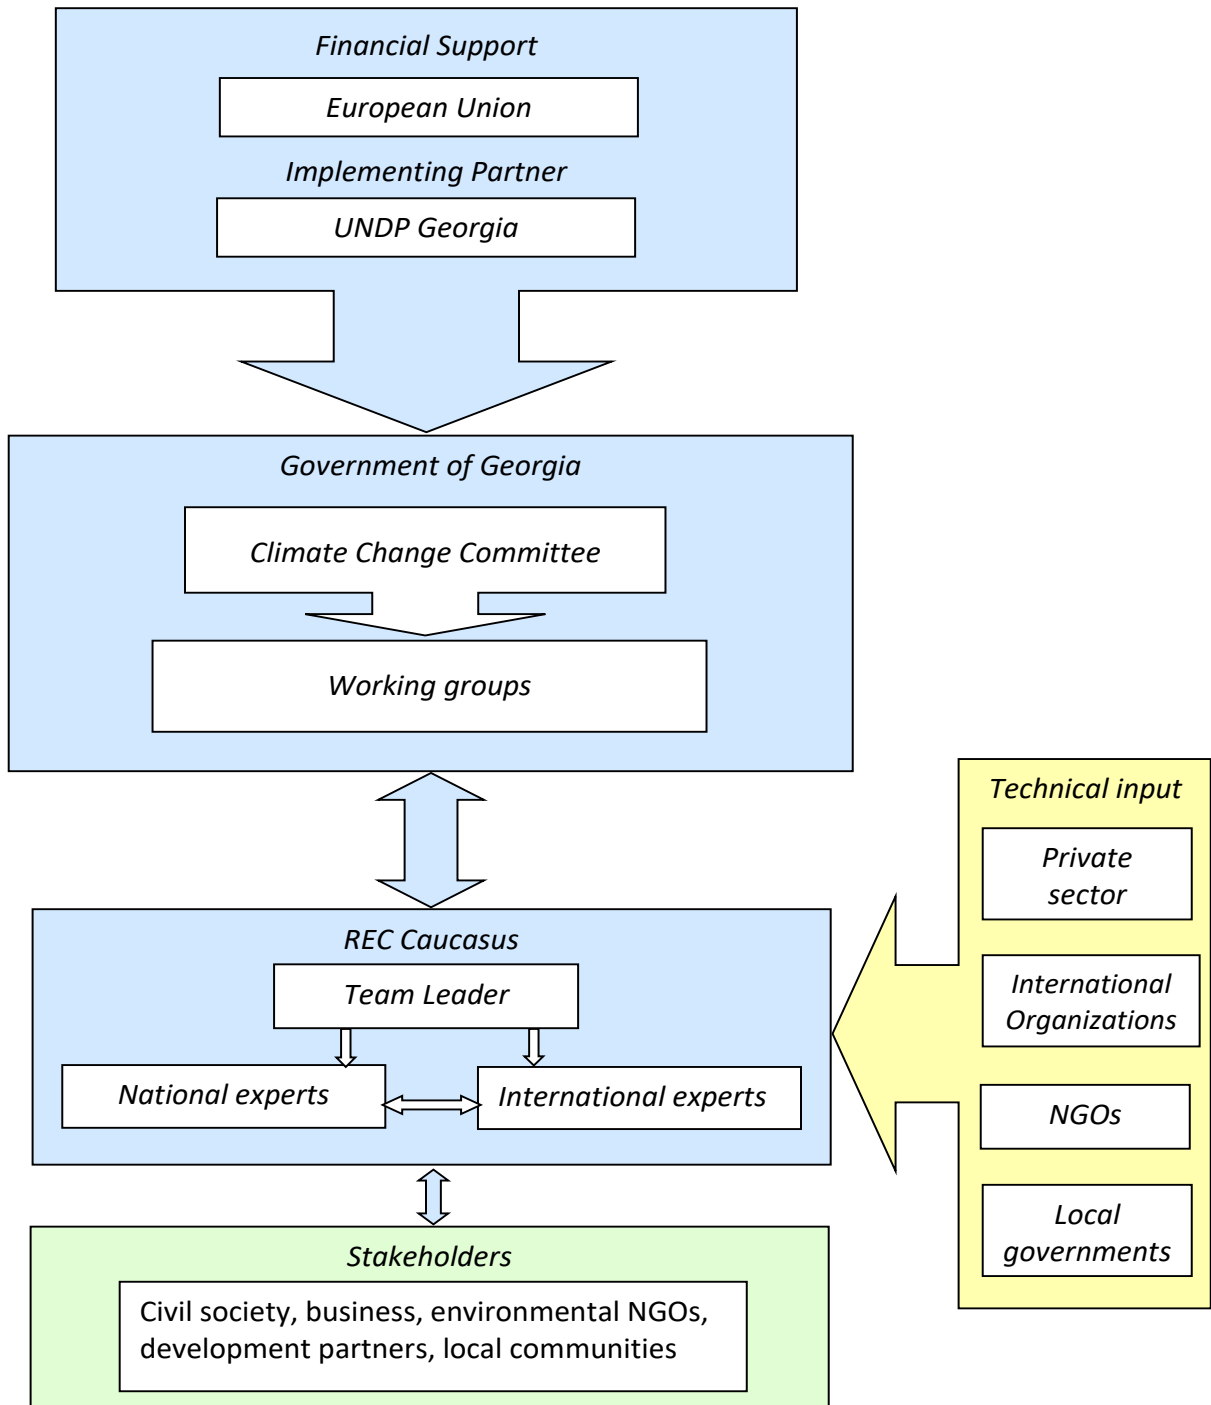 Financial Support
European Union
Implementing Partner
UNDP Georgia
Government of Georgia
Climate Change Committee
Working groups
Technical input
Private
sector
International
Organizations
NGOs
Local
governments
REC Caucasus
Team Leader
National experts
International experts
Stakeholders
Civil society, business, environmental NGOs,
development partners, local communities